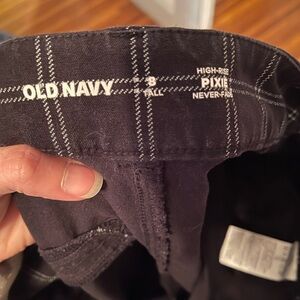 OLD NAVY
8
TALL
HIGH-RISE
PIXIE
NEVER-FADE